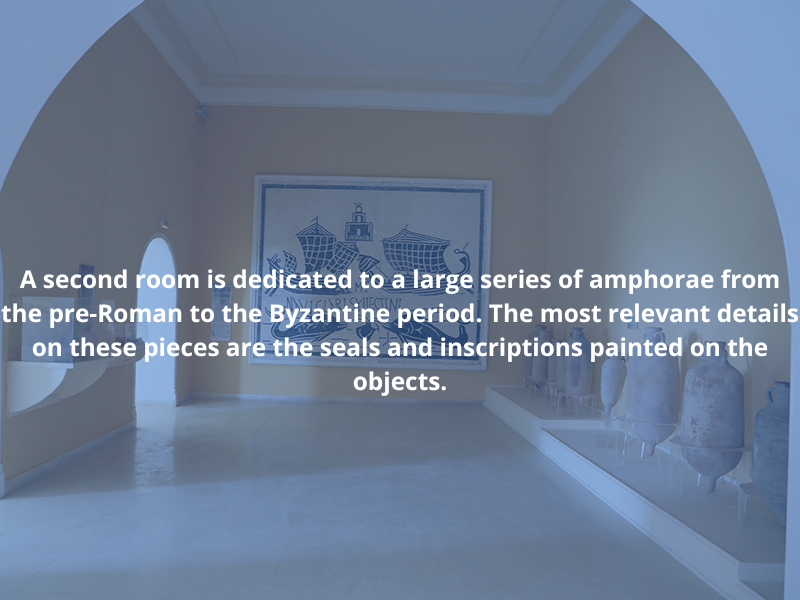 A second room is dedicated to a large series of amphorae from
the pre-Roman to the Byzantine period. The most relevant details
on these pieces are the seals and inscriptions painted on the
objects.